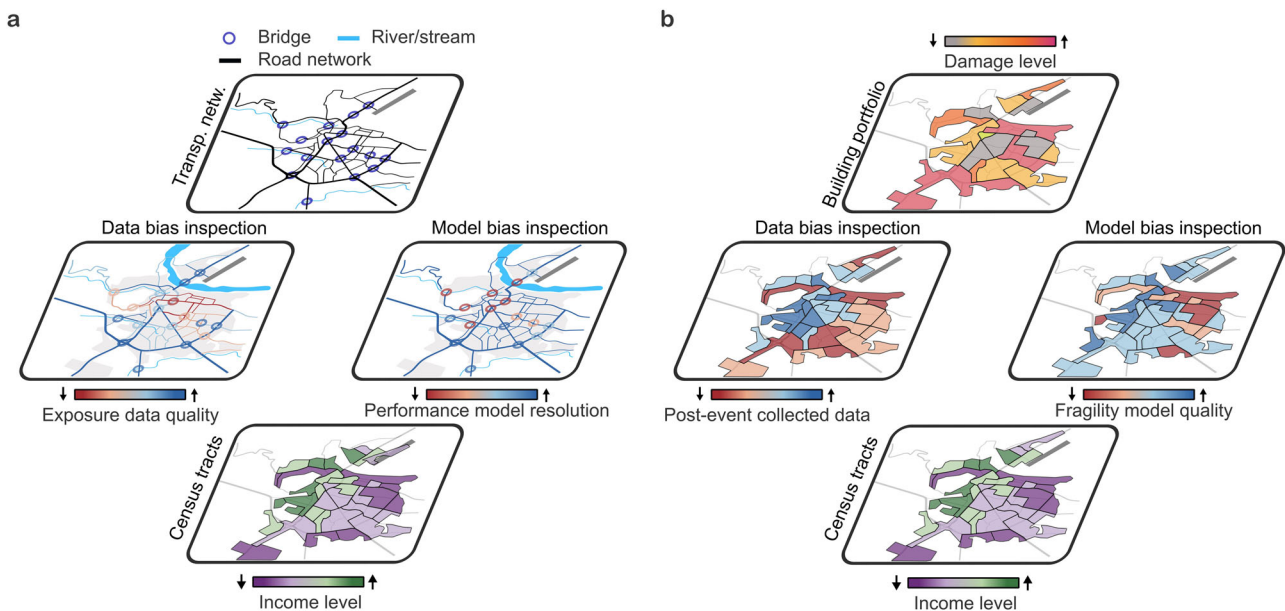 a
Bridge
River/stream
Road network
Transp. netw.
Data bias inspection
Model bias inspection
Exposure data quality
Performance model resolution
Census tracts
Income level
b
Damage level
Building portfolio
Data bias inspection
Model bias inspection
Post-event collected data
Fragility model quality
Census tracts
Income level